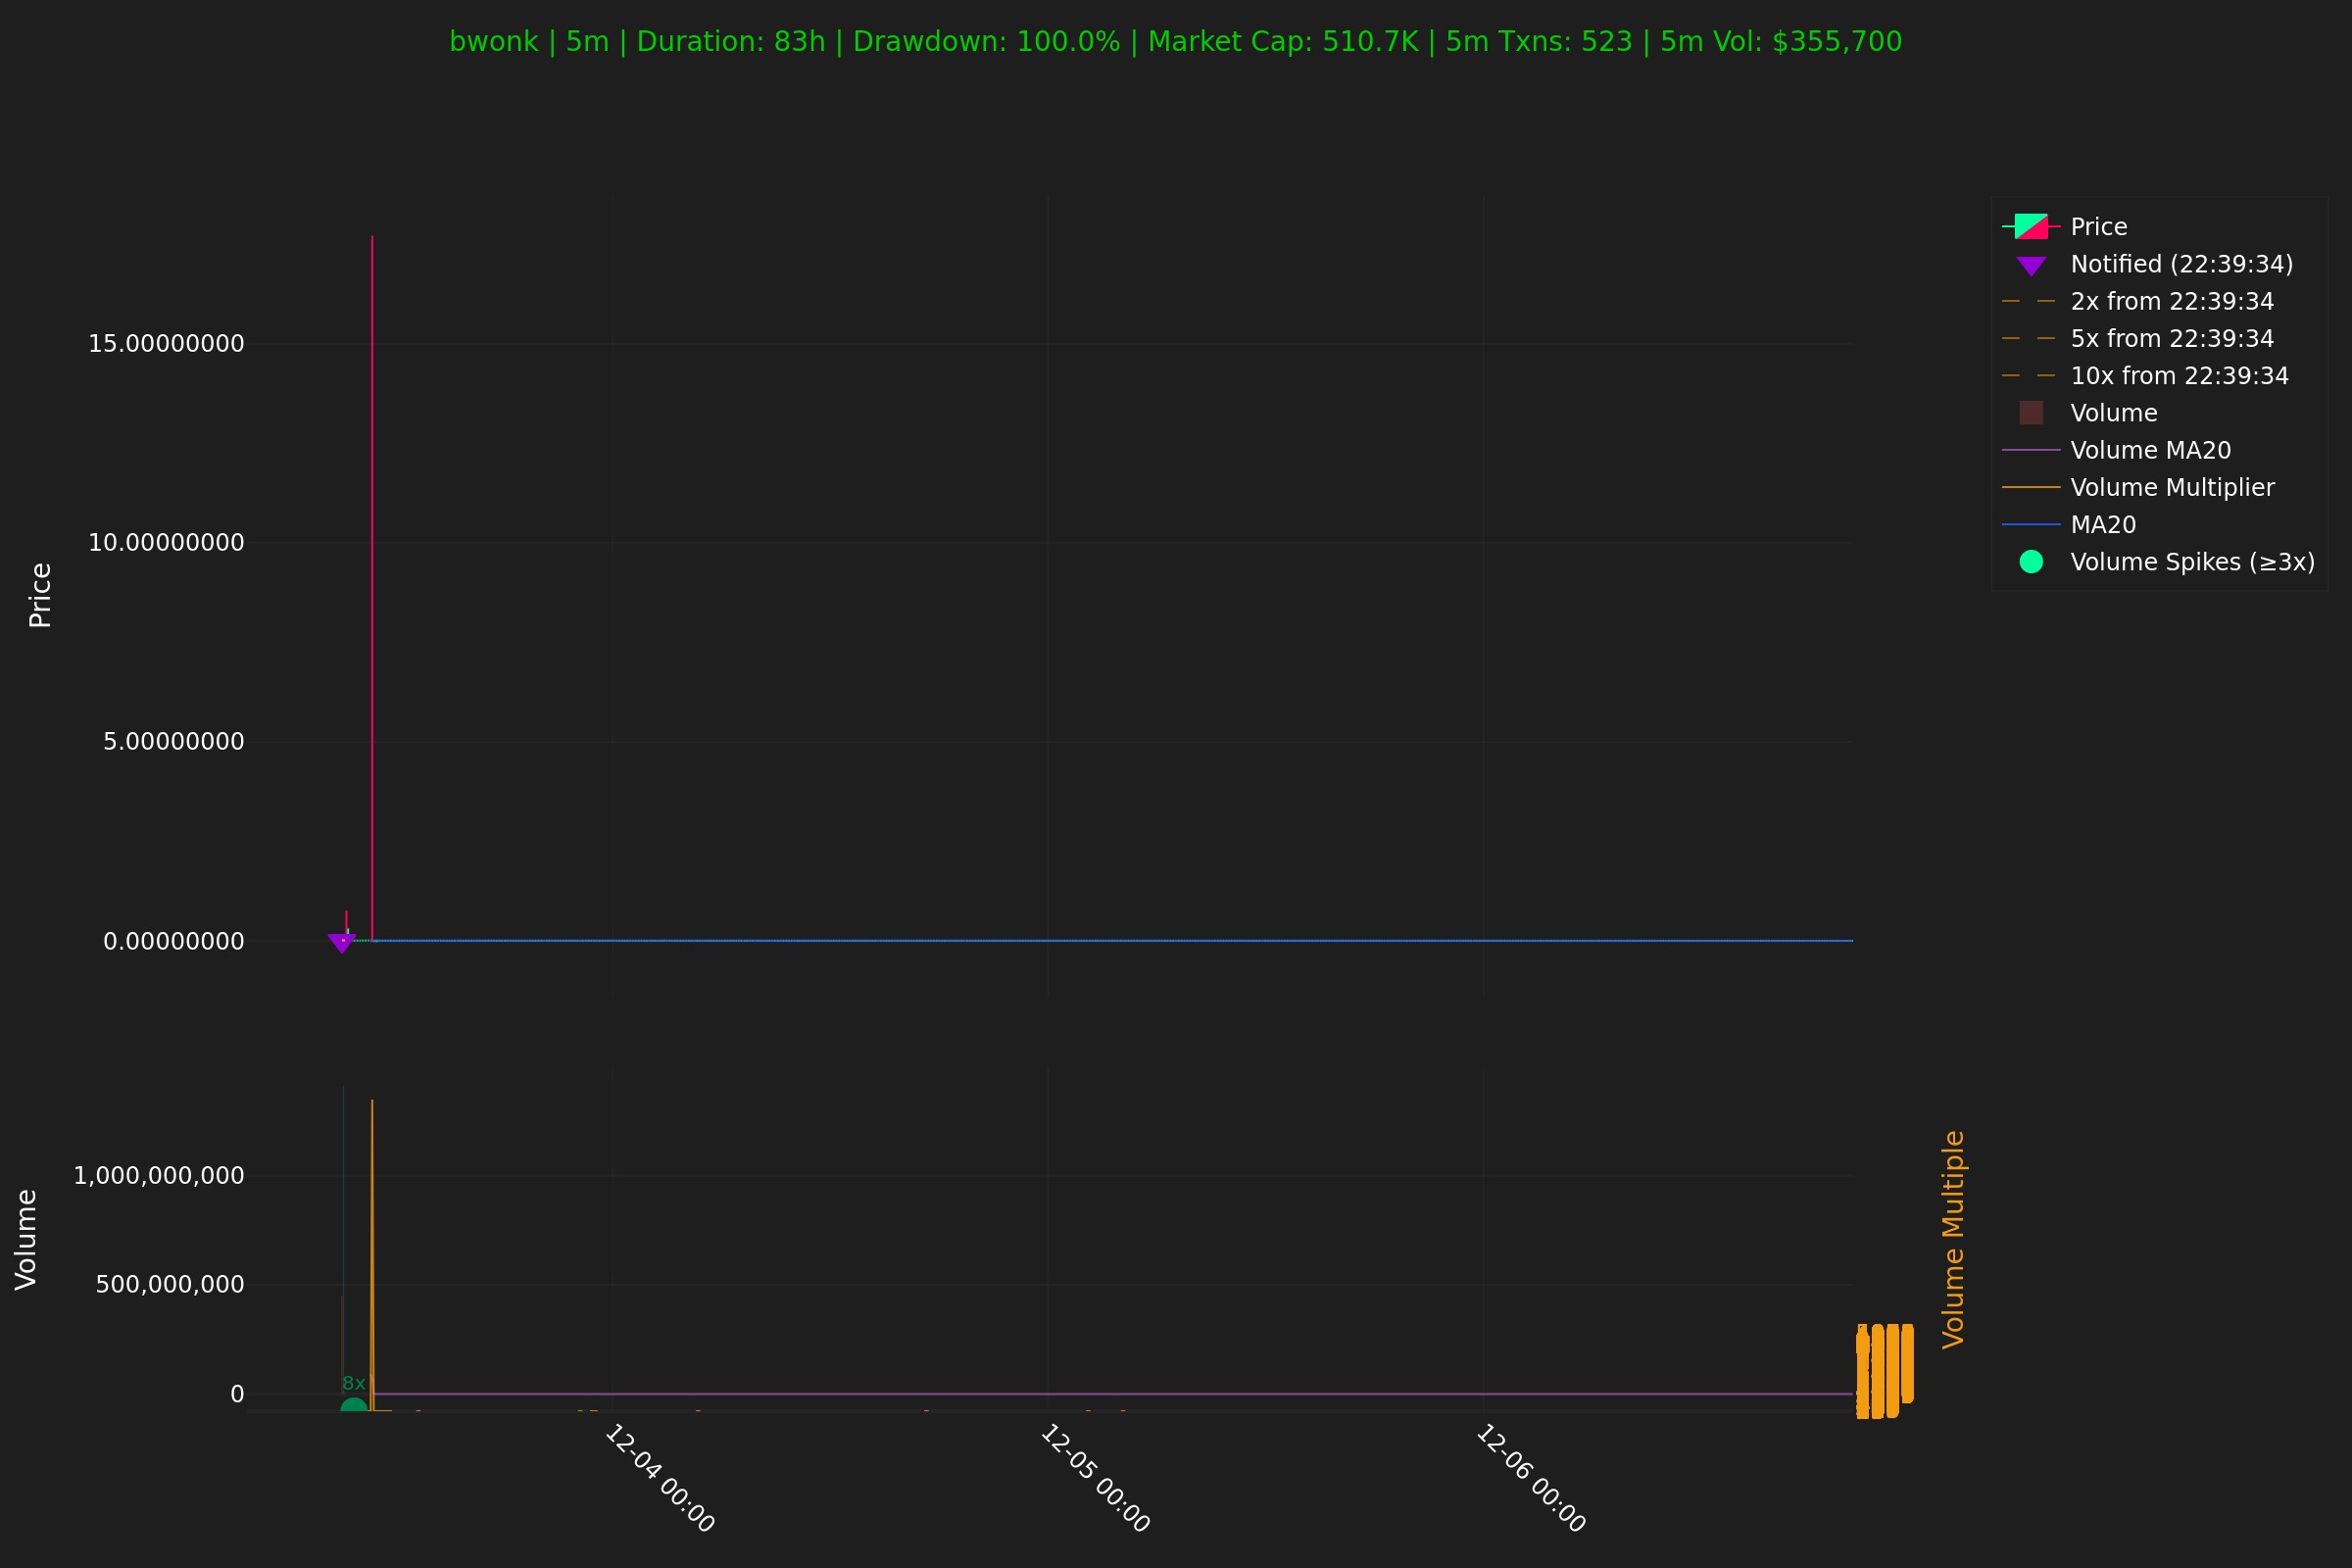 bwonk | 5m | Duration: 83h | Drawdown: 100.0% | Market Cap: 510.7K | 5m Txns: 523 | 5m Vol: $355,700
Price
15.00000000
10.00000000
5.00000000
0.00000000
Price
Notified (22:39:34)
2x from 22:39:34
5x from 22:39:34
10x from 22:39:34
Volume
Volume MA20
Volume Multiplier
MA20
Volume Spikes (≥3x)
Volume
1,000,000,000
500,000,000
0
8x
Volume Multiple
12-04 00:00
12-05 00:00
12-06 00:00